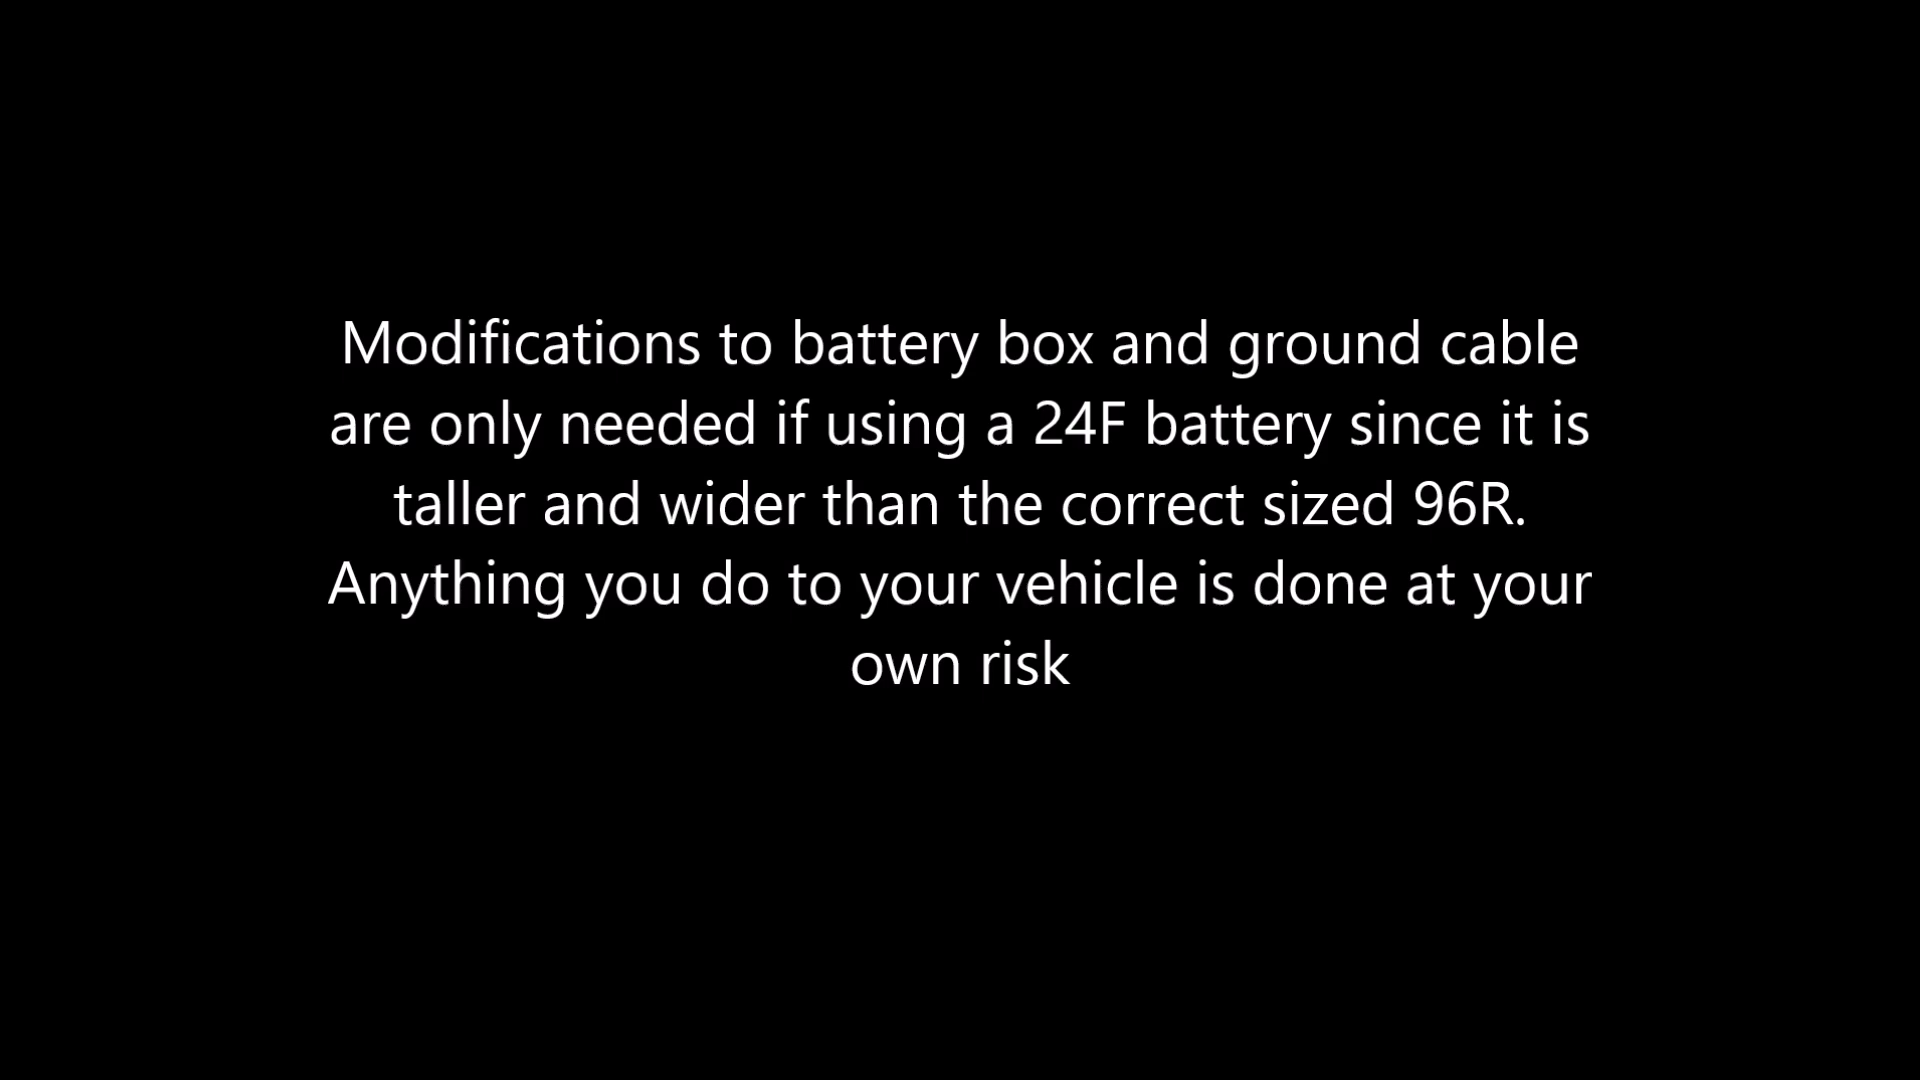 Modifications to battery box and ground cable
are only needed if using a 24F battery since it is
taller and wider than the correct sized 96R.
Anything you do to your vehicle is done at your
own risk